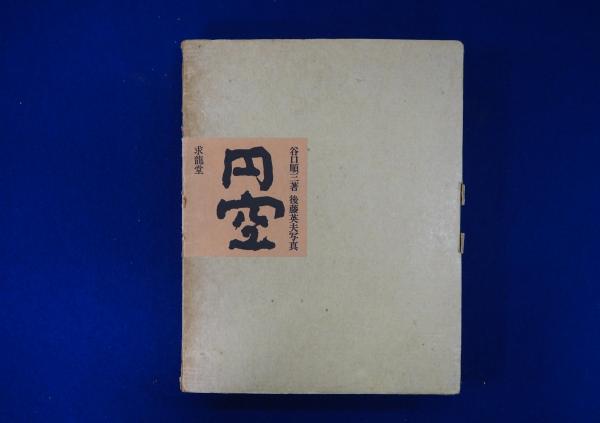 谷口順三著 後藤英夫写真
円空
求龍堂